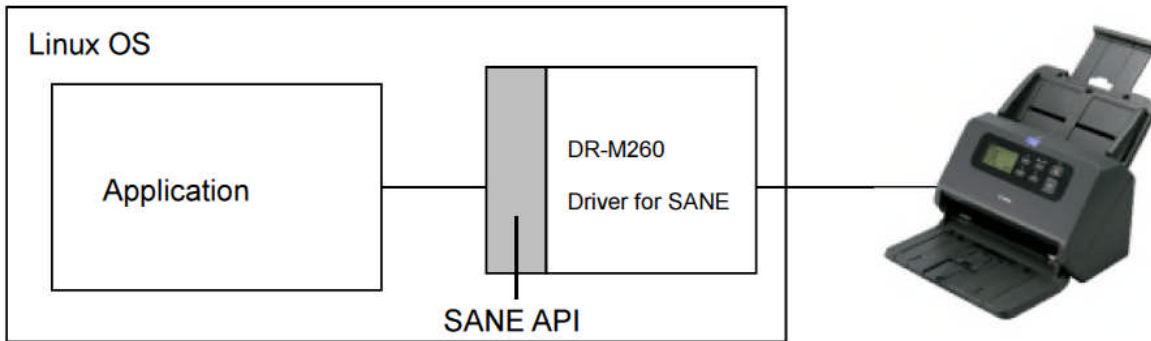 Linux OS
Application
DR-M260
Driver for SANE
SANE API